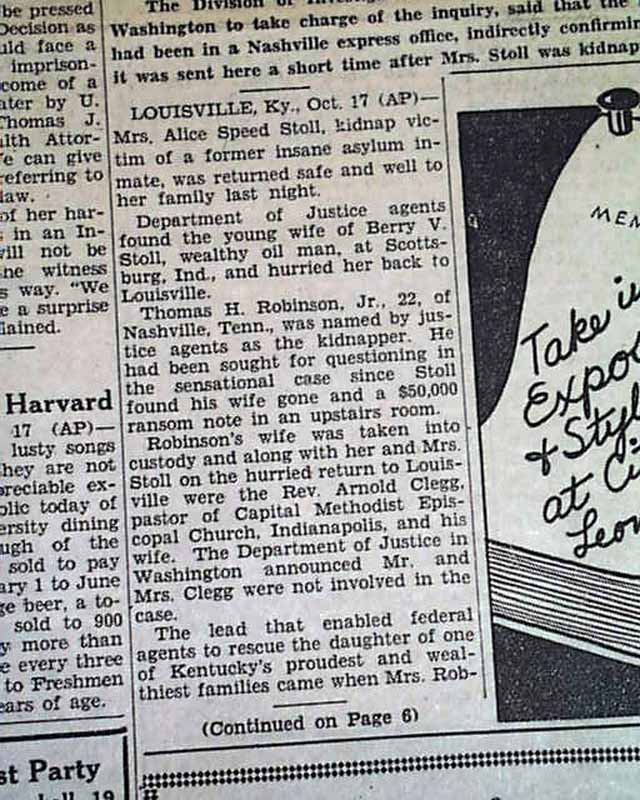 be pressed
Decision as
uld face a
imprison-
come of a
ater by U.
Thomas J.
lth Attor-
e can give
referring to
law.
of her har-
s in an In-
will not be
he witness
s way. "We
e a surprise
lained.
Harvard
17 (AP)—
lusty songs
hey are not
preciable ex-
blic today of
ersity dining
ugh of the
sold to pay
ary 1 to June
ge beer, a to-
sold to 900
y more than
e every three
to Freshmen
ears of age.
st Party
19
The Division of
Washington to take charge of the inquiry, said that the
had been in a Nashville express office, indirectly confirmi
it was sent here a short time after Mrs. Stoll was kidnap
LOUISVILLE, Ky., Oct. 17 (AP)—
Mrs. Alice Speed Stoll, kidnap vic-
tim of a former insane asylum in-
mate, was returned safe and well to
her family last night.
Department of Justice agents
found the young wife of Berry V.
Stoll, wealthy oil man, at Scotts-
burg, Ind., and hurried her back to
Louisville.
Thomas H. Robinson, Jr., 22, of
Nashville, Tenn., was named by jus-
tice agents as the kidnapper. He
had been sought for questioning in
the sensational case since Stoll
found his wife gone and a $50,000
ransom note in an upstairs room.
Robinson's wife was taken into
custody and along with her and Mrs.
Stoll on the hurried return to Louis-
ville were the Rev. Arnold Clegg,
pastor of Capital Methodist Epis-
copal Church, Indianapolis, and his
wife. The Department of Justice in
Washington announced Mr. and
Mrs. Clegg were not involved in the
case.
The lead that enabled federal
agents to rescue the daughter of one
of Kentucky's proudest and weal-
thiest families came when Mrs. Rob-
(Continued on Page 6)
MEN
Take i
Expo
& Styl
at Ci
Leon